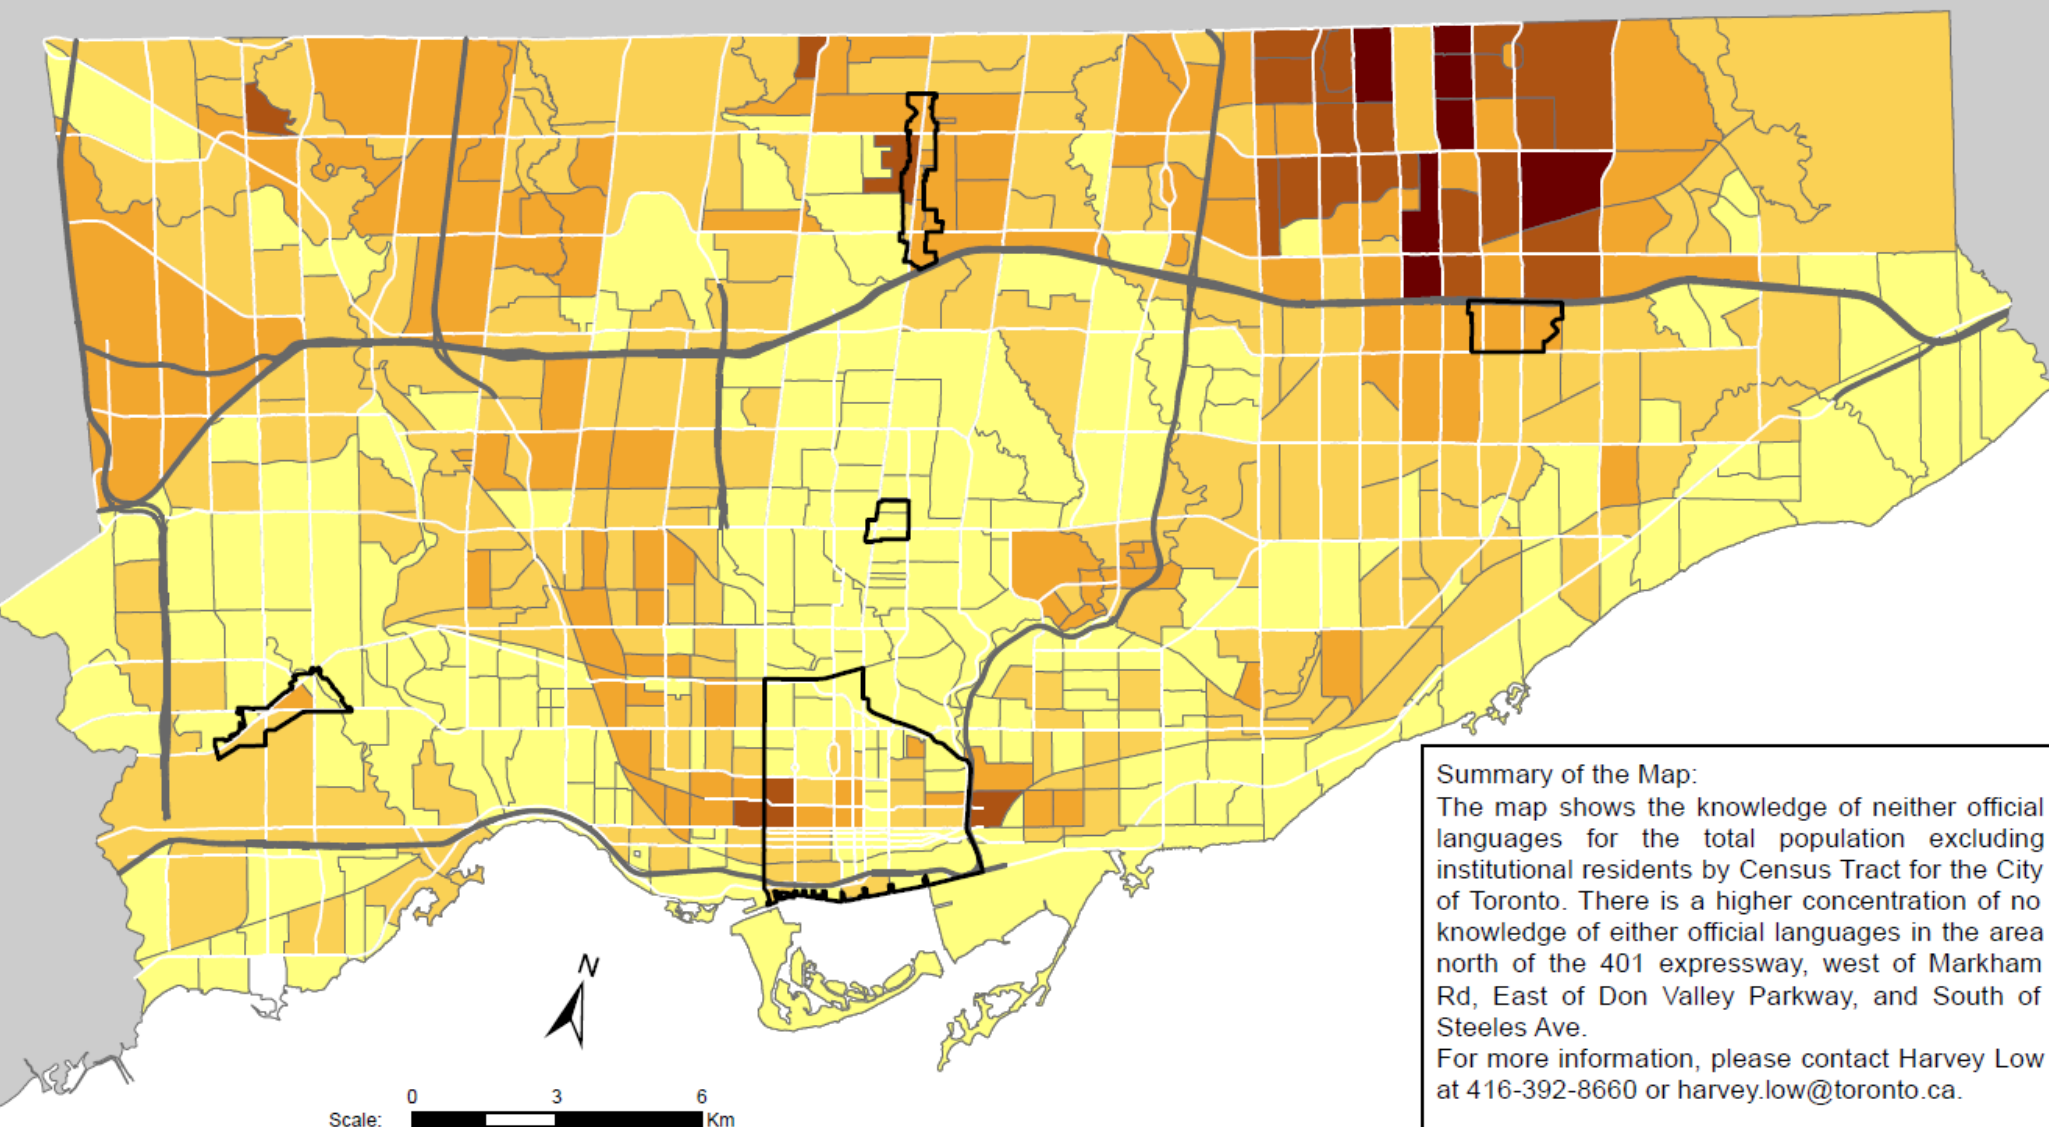 Summary of the Map:
The map shows the knowledge of neither official
languages for the total population excluding
institutional residents by Census Tract for the City
of Toronto. There is a higher concentration of no
knowledge of either official languages in the area
north of the 401 expressway, west of Markham
Rd, East of Don Valley Parkway, and South of
Steeles Ave.
For more information, please contact Harvey Low
at 416-392-8660 or harvey.low@toronto.ca.
N
0 3 6
Scale: Km